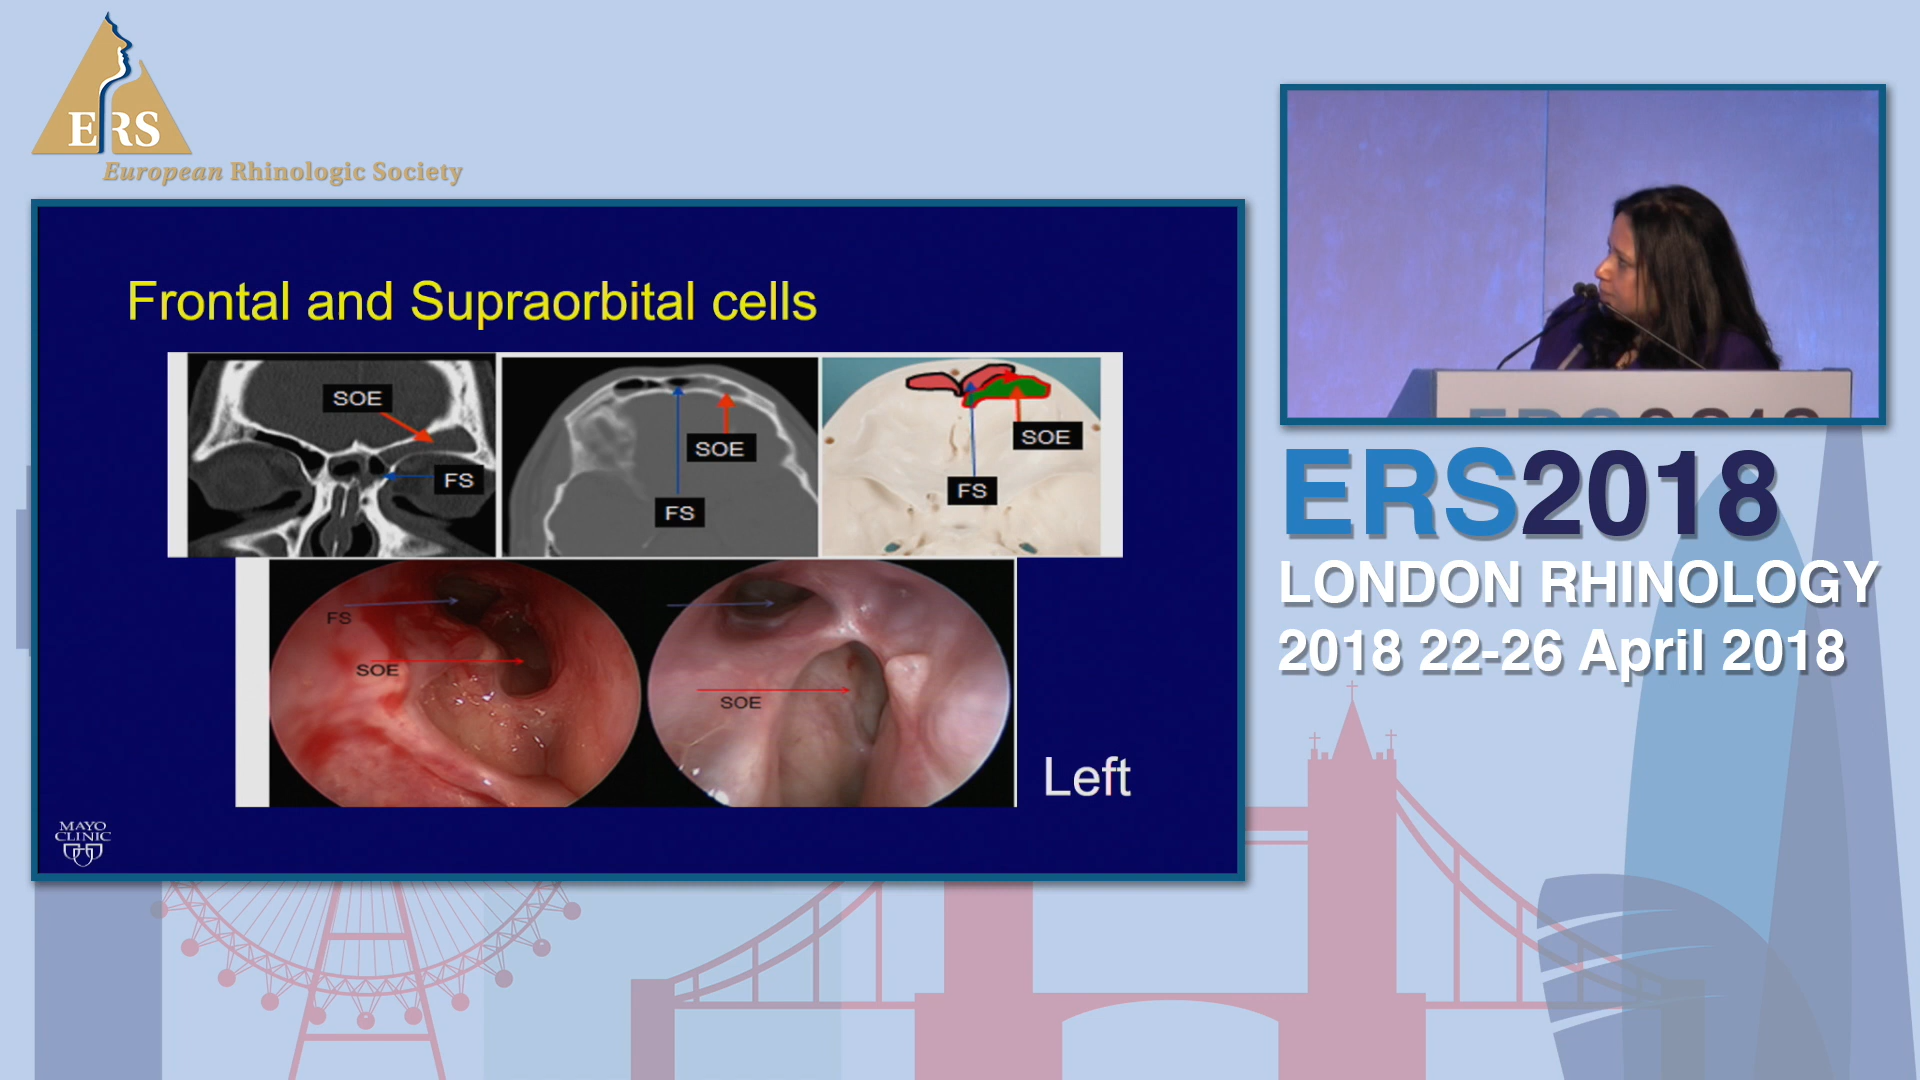 ERS
European Rhinologic Society
Frontal and Supraorbital cells
SOE
FS
SOE
FS
SOE
FS
FS
SOE
SOE
Left
MAYO
CLINIC
ERS2018
ERS2018
LONDON RHINOLOGY
2018 22-26 April 2018